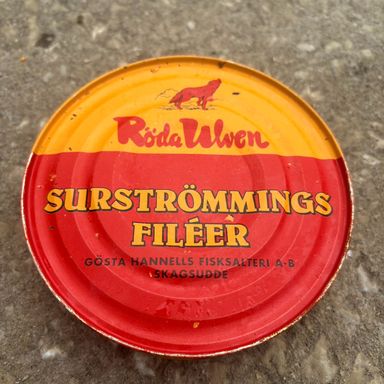 Röda Ulven
SURSTRÖMMINGS
FILÉER
GÖSTA HANNELLS FISKSALTERI A-B
SKAGSUDDE